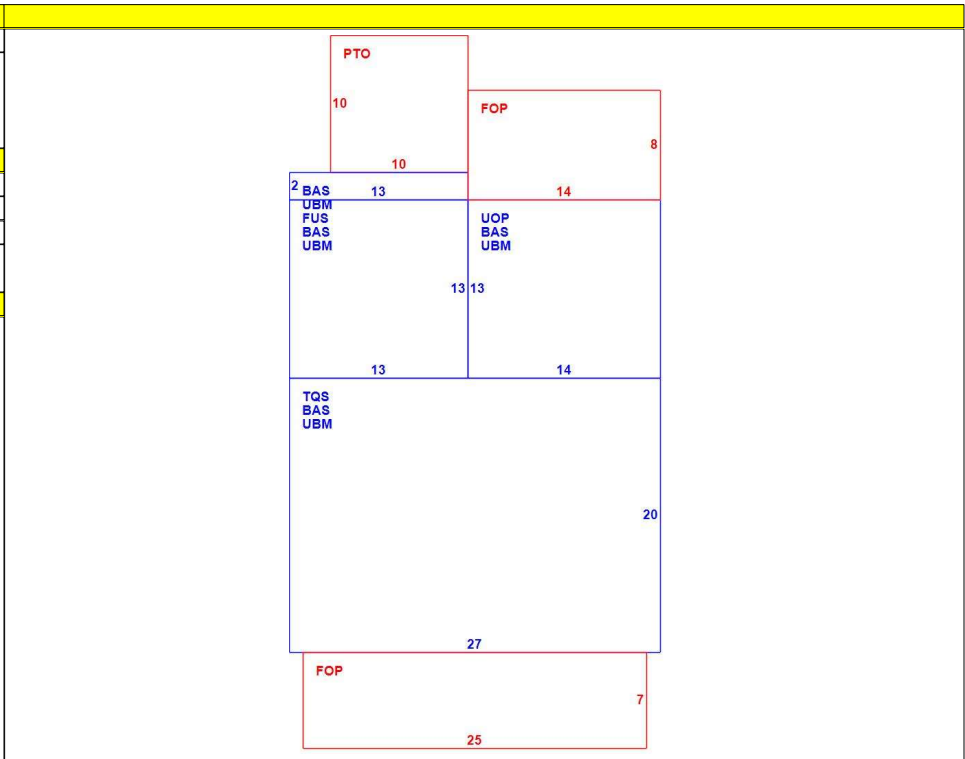 PTO
10
FOP
8
10
2 BAS 13 14
UBM
FUS UOP
BAS BAS
UBM UBM
13 13
13 14
TQS
BAS
UBM
20
27
FOP
7
25